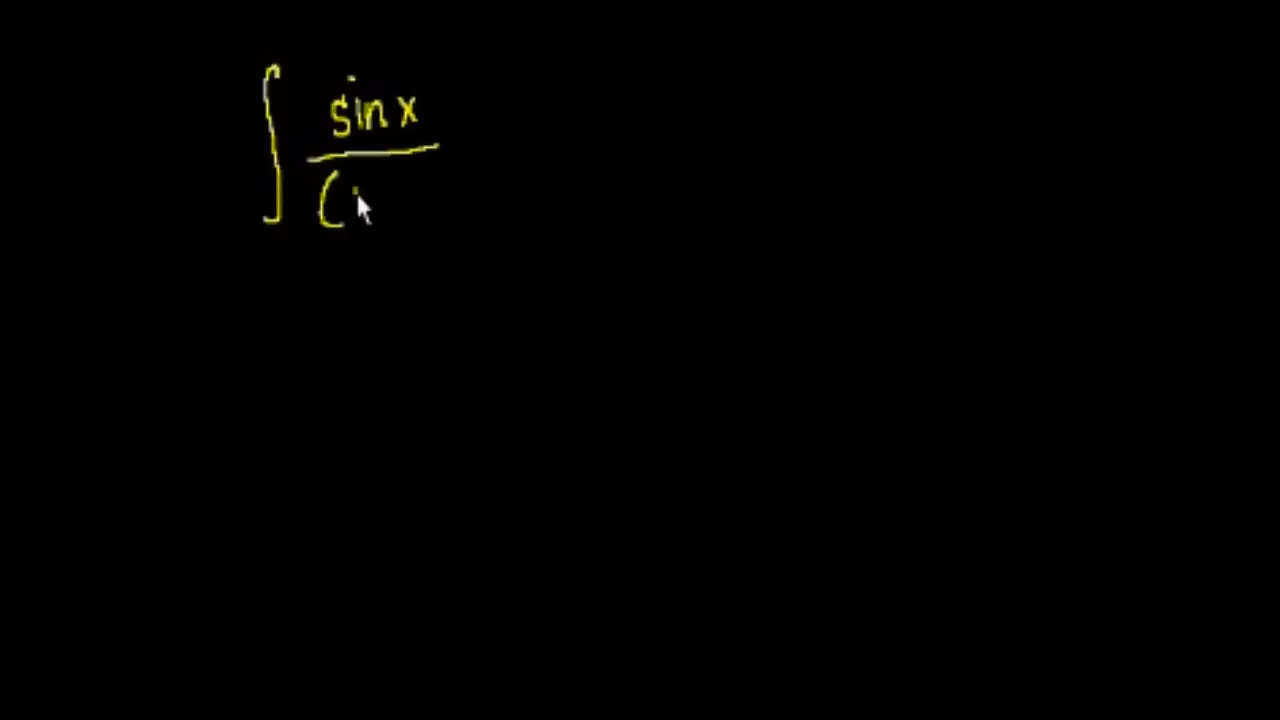 ∫ sin x
(